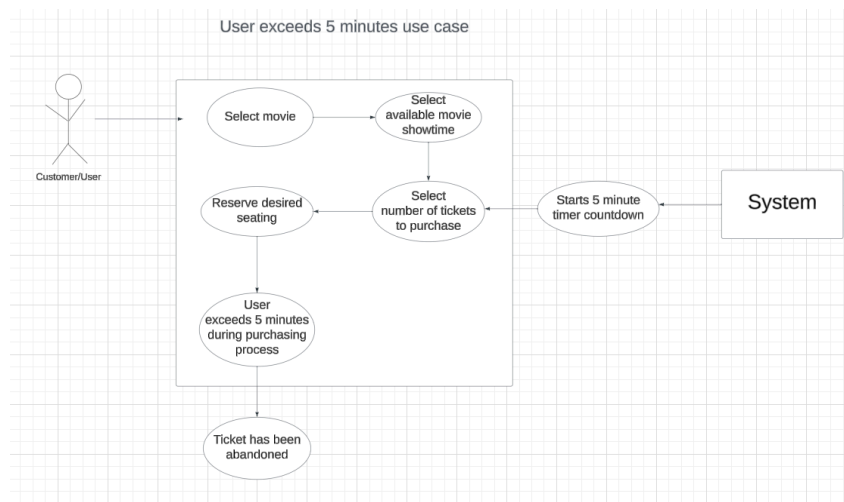 User exceeds 5 minutes use case
Customer/User
Select movie
Select
available movie
showtime
Reserve desired
seating
Select
number of tickets
to purchase
Starts 5 minute
timer countdown
System
User
exceeds 5 minutes
during purchasing
process
Ticket has been
abandoned